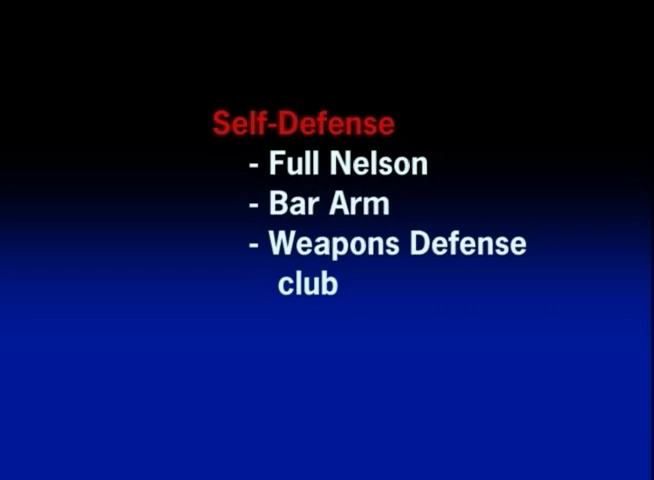 Self-Defense
- Full Nelson
- Bar Arm
- Weapons Defense
club